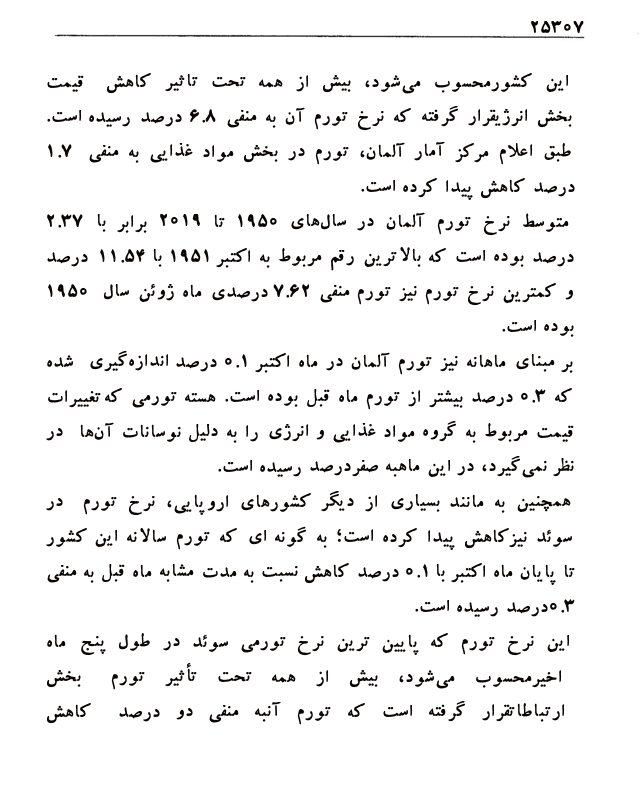 ۲۵۳۰۷
این کشورمحسوب می‌شود، بیش از همه تحت تاثیر کاهش قیمت
بخش انرژیقرار گرفته که نرخ تورم آن به منفی ۶.۸ درصد رسیده است.
طبق اعلام مرکز آمار آلمان، تورم در بخش مواد غذایی به منفی ۱.۷
درصد کاهش پیدا کرده است.
متوسط نرخ تورم آلمان در سال‌های ۱۹۵۰ تا ۲۰۱۹ برابر با ۲.۳۷
درصد بوده است که بالاترین رقم مربوط به اکتبر ۱۹۵۱ با ۱۱.۵۴ درصد
و کمترین نرخ تورم نیز تورم منفی ۷.۶۲ درصدی ماه ژوئن سال ۱۹۵۰
بوده است.
بر مبنای ماهانه نیز تورم آلمان در ماه اکتبر ۰.۱ درصد اندازه‌گیری شده
که ۰.۳ درصد بیشتر از تورم ماه قبل بوده است. هسته تورمی که تغییرات
قیمت مربوط به گروه مواد غذایی و انرژی را به دلیل نوسانات آن‌ها در
نظر نمی‌گیرد، در این ماهبه صفردرصد رسیده است.
همچنین به مانند بسیاری از دیگر کشورهای اروپایی، نرخ تورم در
سوئد نیزکاهش پیدا کرده است؛ به گونه ای که تورم سالانه این کشور
تا پایان ماه اکتبر با ۰.۱ درصد کاهش نسبت به مدت مشابه ماه قبل به منفی
۰.۳درصد رسیده است.
این نرخ تورم که پایین ترین نرخ تورمی سوئد در طول پنج ماه
اخیرمحسوب می‌شود، بیش از همه تحت تأثیر تورم بخش
ارتباطاتقرار گرفته است که تورم آنبه منفی دو درصد کاهش